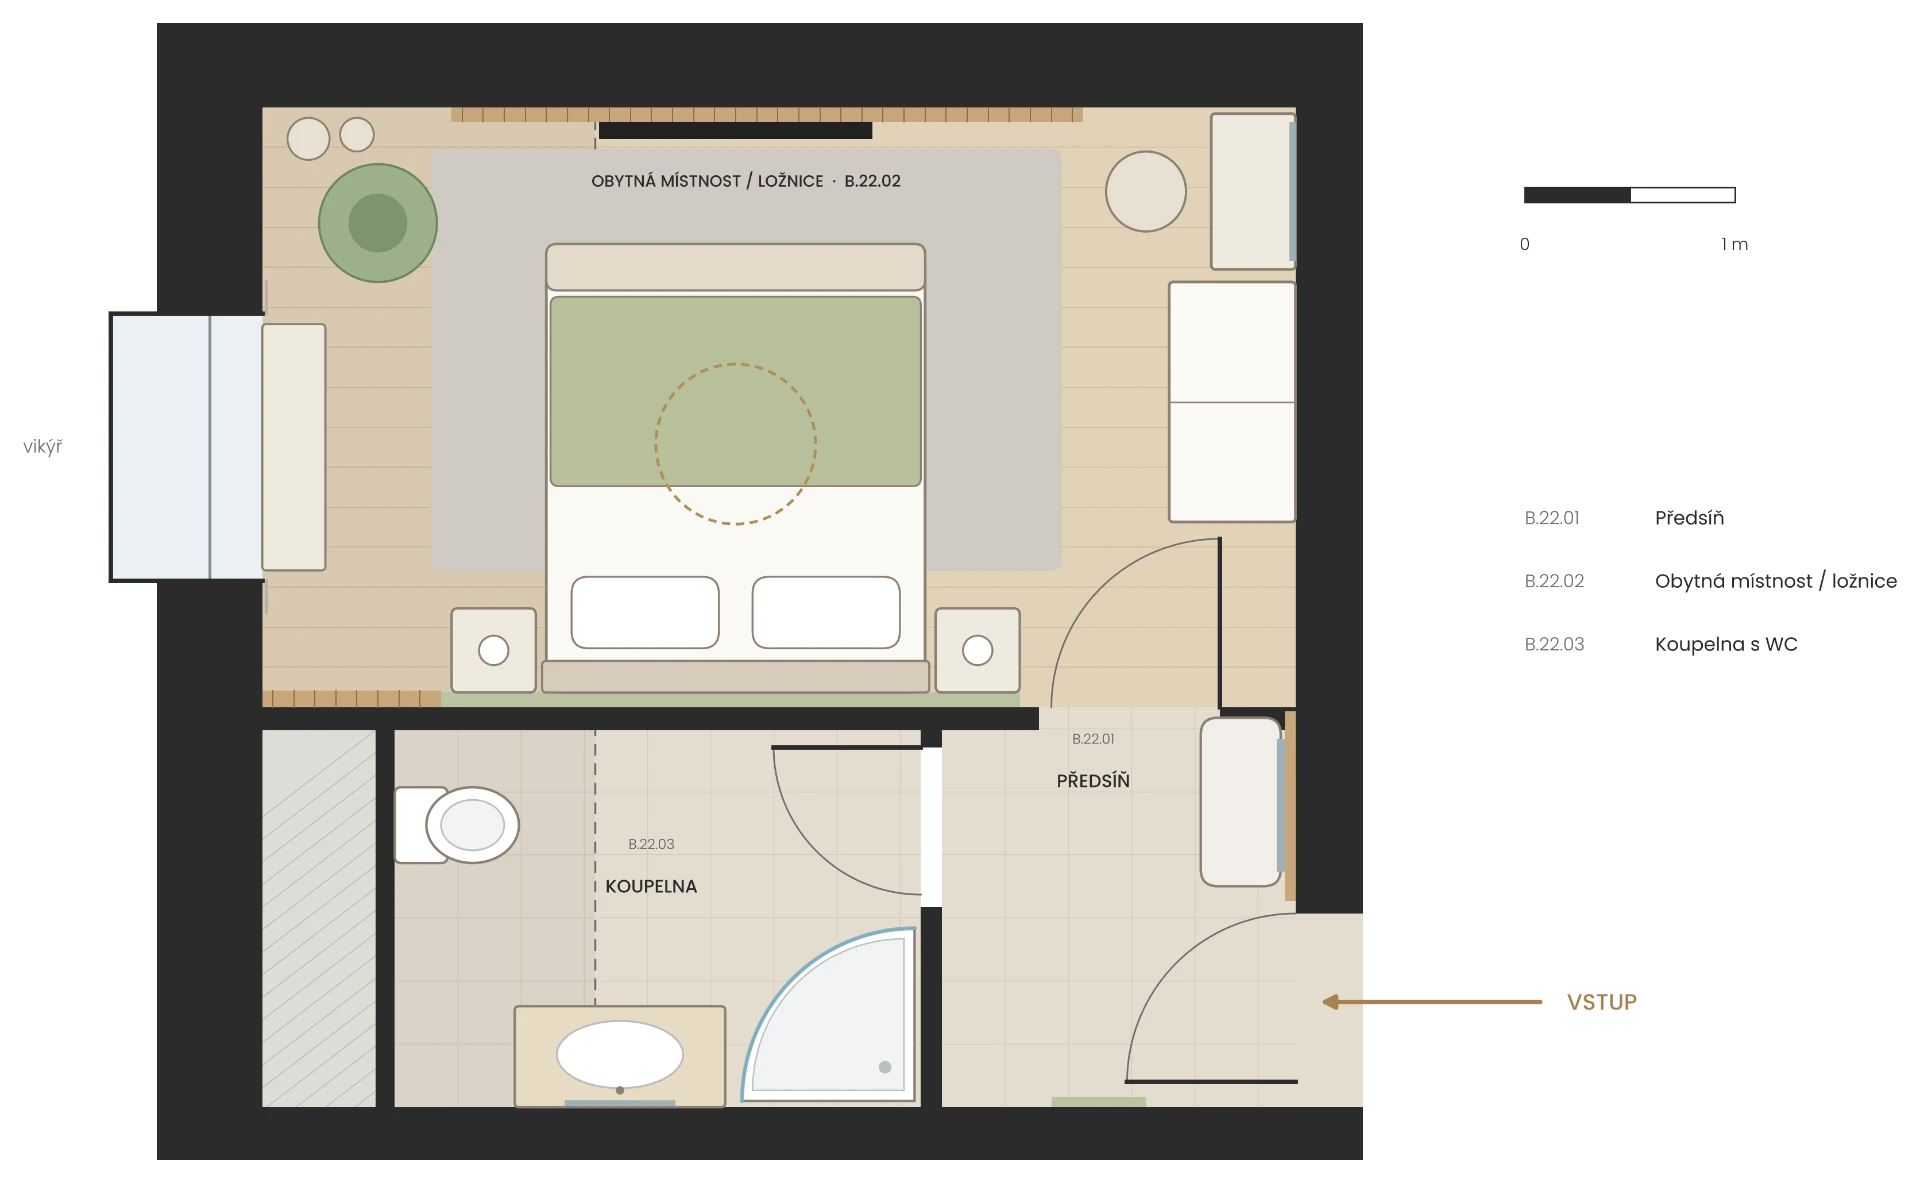 OBYTNÁ MÍSTNOST / LOŽNICE · B.22.02
0 1 m
vikýř
B.22.01 Předsíň
B.22.02 Obytná místnost / ložnice
B.22.03 Koupelna s WC
B.22.01
PŘEDSÍŇ
B.22.03
KOUPELNA
VSTUP